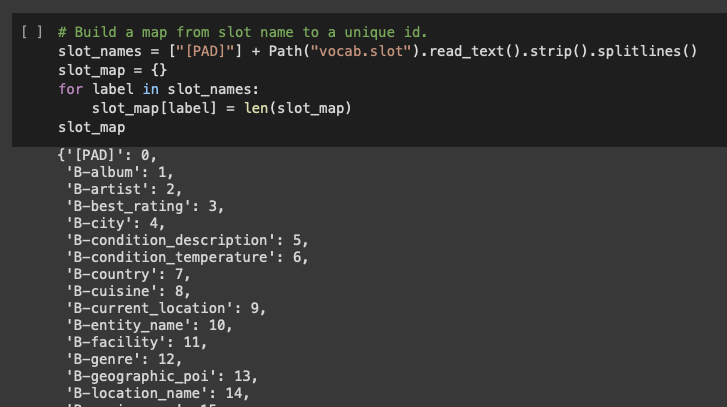 [ ] # Build a map from slot name to a unique id.
slot_names = ["[PAD]"] + Path("vocab.slot").read_text().strip().splitlines()
slot_map = {}
for label in slot_names:
    slot_map[label] = len(slot_map)
slot_map
{'[PAD]': 0,
 'B-album': 1,
 'B-artist': 2,
 'B-best_rating': 3,
 'B-city': 4,
 'B-condition_description': 5,
 'B-condition_temperature': 6,
 'B-country': 7,
 'B-cuisine': 8,
 'B-current_location': 9,
 'B-entity_name': 10,
 'B-facility': 11,
 'B-genre': 12,
 'B-geographic_poi': 13,
 'B-location_name': 14,